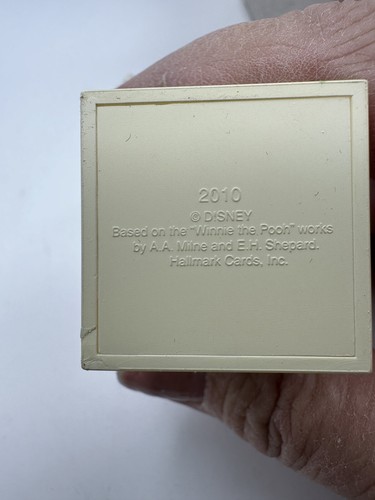 2010
© DISNEY
Based on the "Winnie the Pooh" works
by A.A. Milne and E.H. Shepard.
Hallmark Cards, Inc.